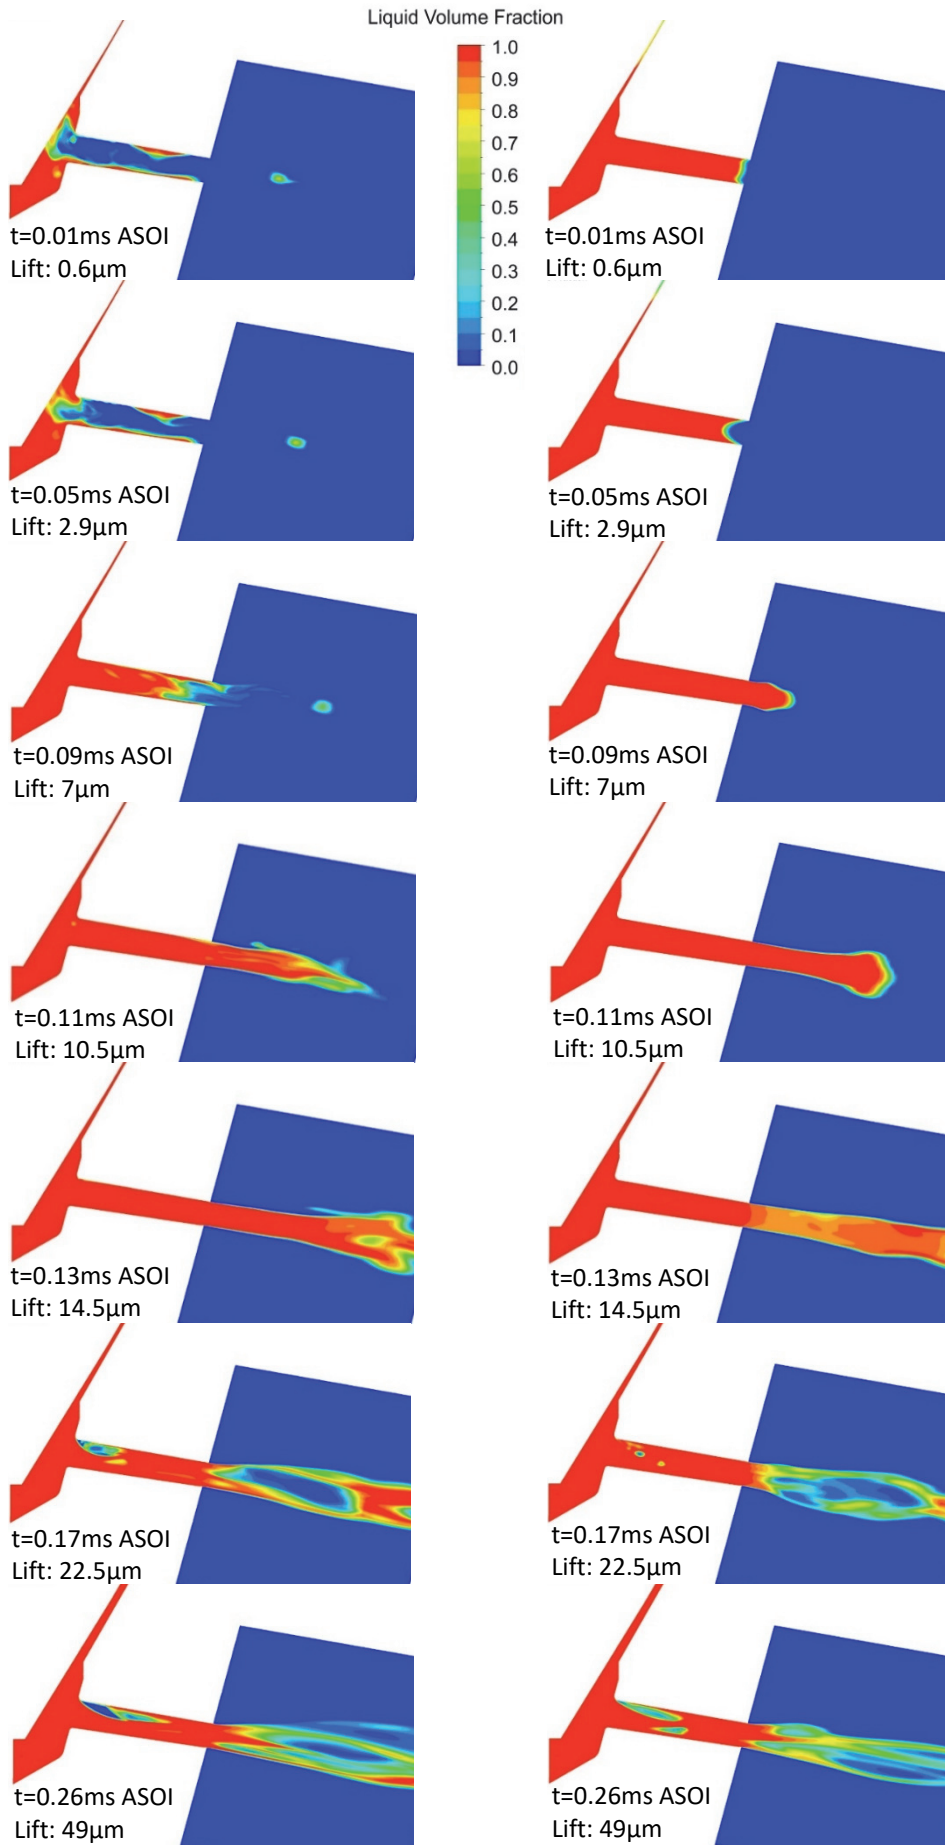 Liquid Volume Fraction
1.0
0.9
0.8
0.7
0.6
0.5
0.4
0.3
0.2
0.1
0.0
t=0.01ms ASOI
Lift: 0.6μm
t=0.01ms ASOI
Lift: 0.6μm
t=0.05ms ASOI
Lift: 2.9μm
t=0.05ms ASOI
Lift: 2.9μm
t=0.09ms ASOI
Lift: 7μm
t=0.09ms ASOI
Lift: 7μm
t=0.11ms ASOI
Lift: 10.5μm
t=0.11ms ASOI
Lift: 10.5μm
t=0.13ms ASOI
Lift: 14.5μm
t=0.13ms ASOI
Lift: 14.5μm
t=0.17ms ASOI
Lift: 22.5μm
t=0.17ms ASOI
Lift: 22.5μm
t=0.26ms ASOI
Lift: 49μm
t=0.26ms ASOI
Lift: 49μm